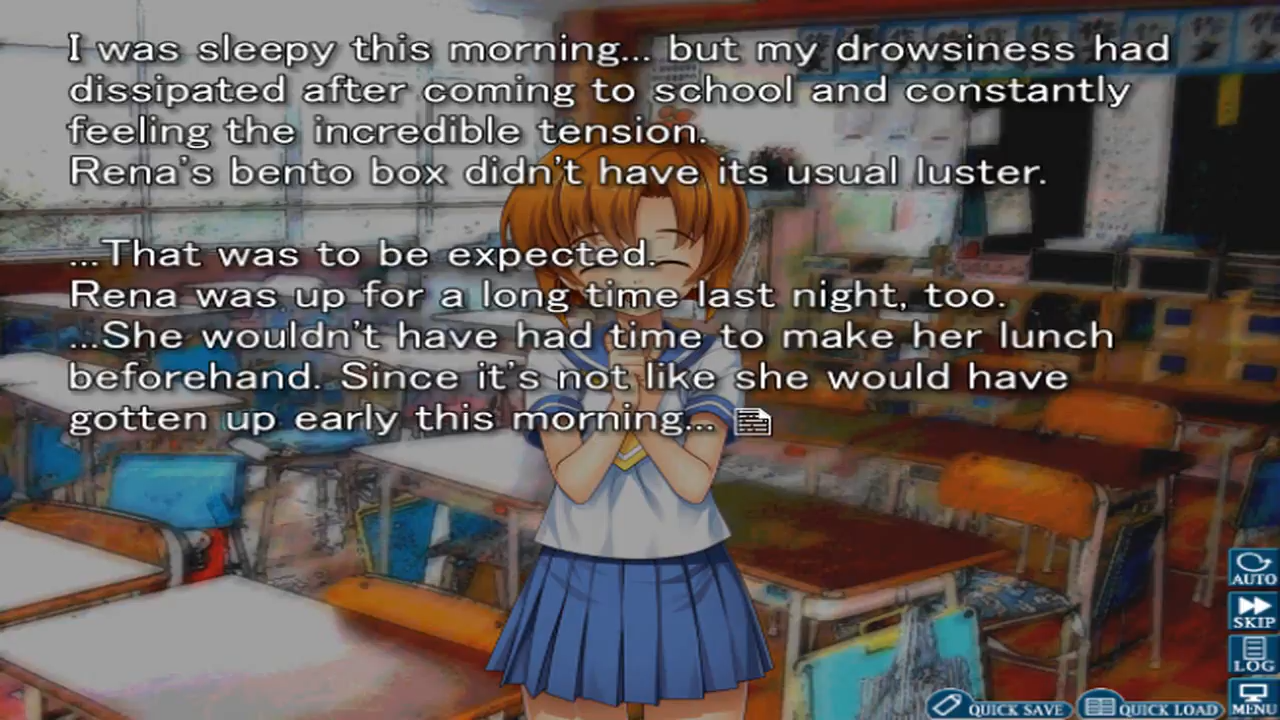 I was sleepy this morning... but my drowsiness had
dissipated after coming to school and constantly
feeling the incredible tension.
Rena's bento box didn't have its usual luster.
...That was to be expected.
Rena was up for a long time last night, too.
...She wouldn't have had time to make her lunch
beforehand. Since it's not like she would have
gotten up early this morning...
AUTO
SKIP
LOG
MENU
QUICK SAVE
QUICK LOAD